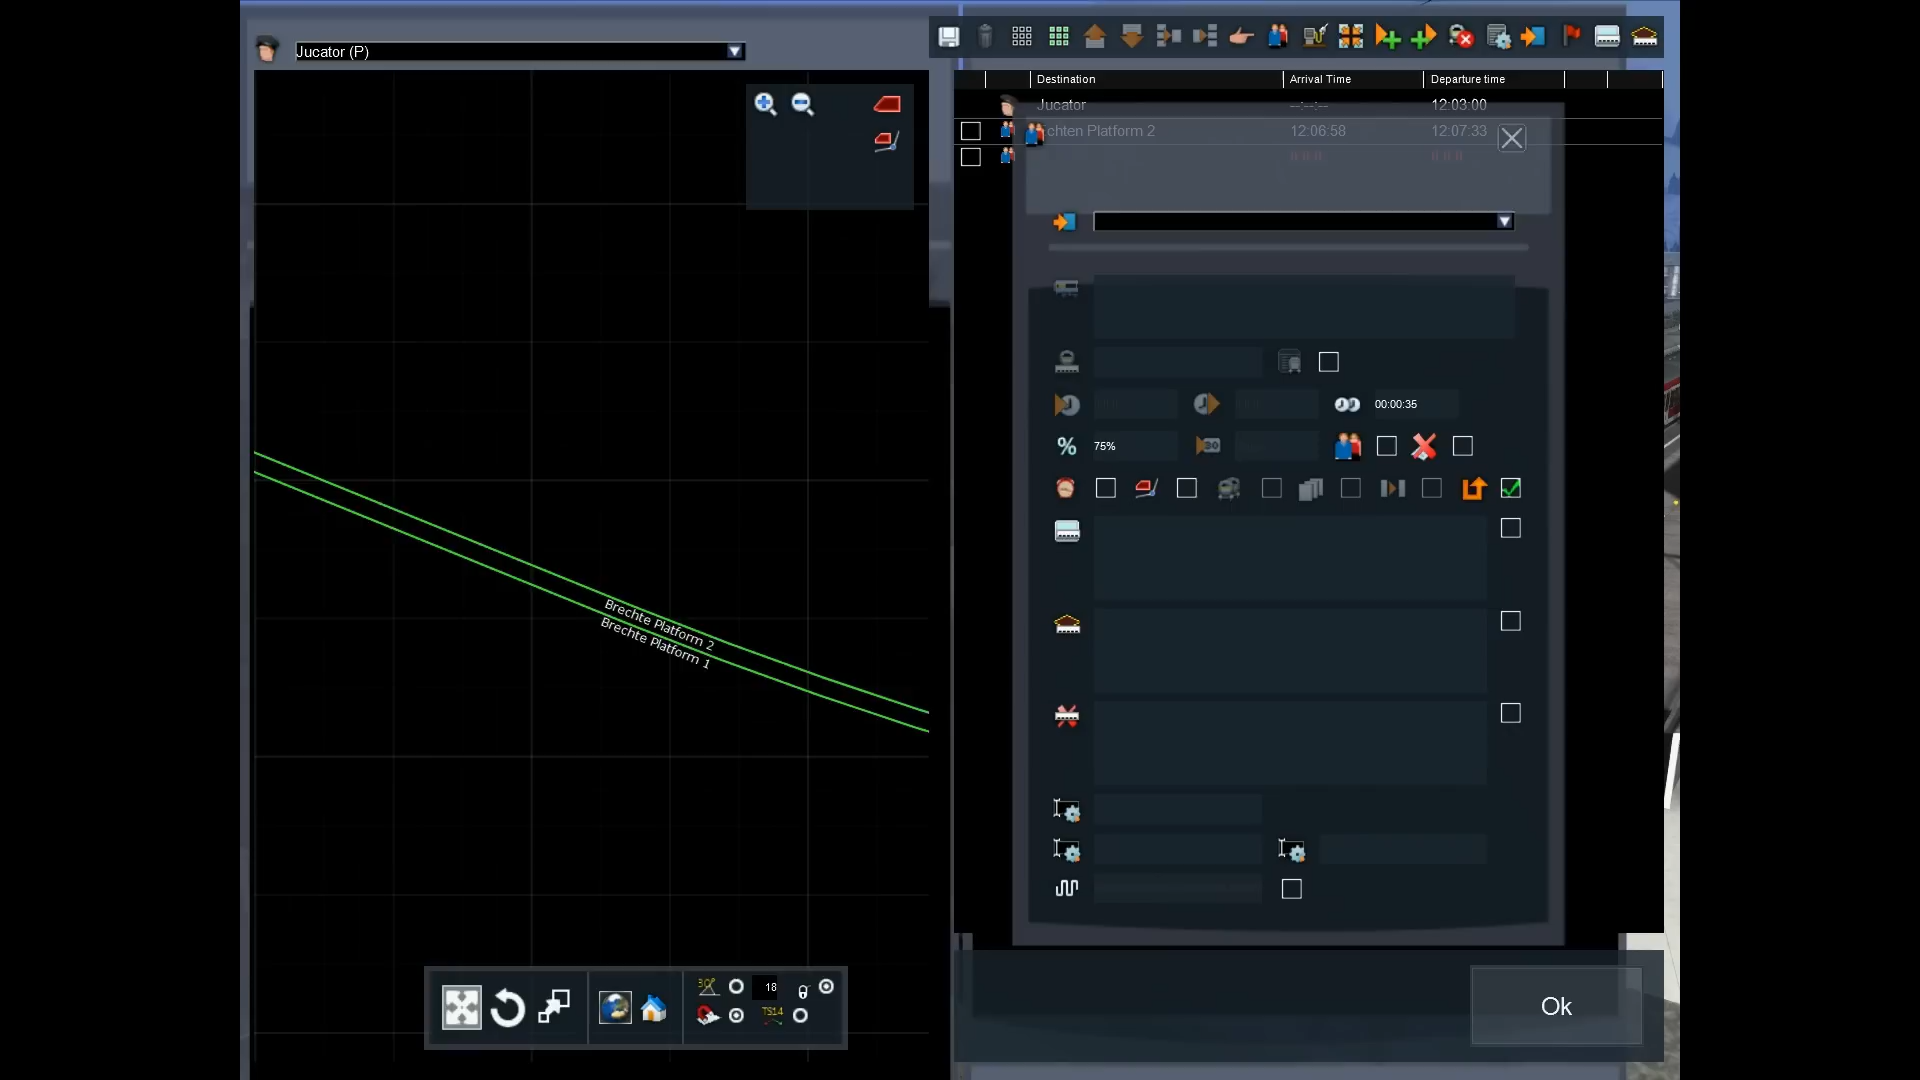 Jucator (P)
Destination
Arrival Time
Departure time
Jucator
--:--:--
12:03:00
chten Platform 2
12:06:58
12:07:33
00:00:35
%
75%
Brechte Platform 2
Brechte Platform 1
18
TS14
Ok